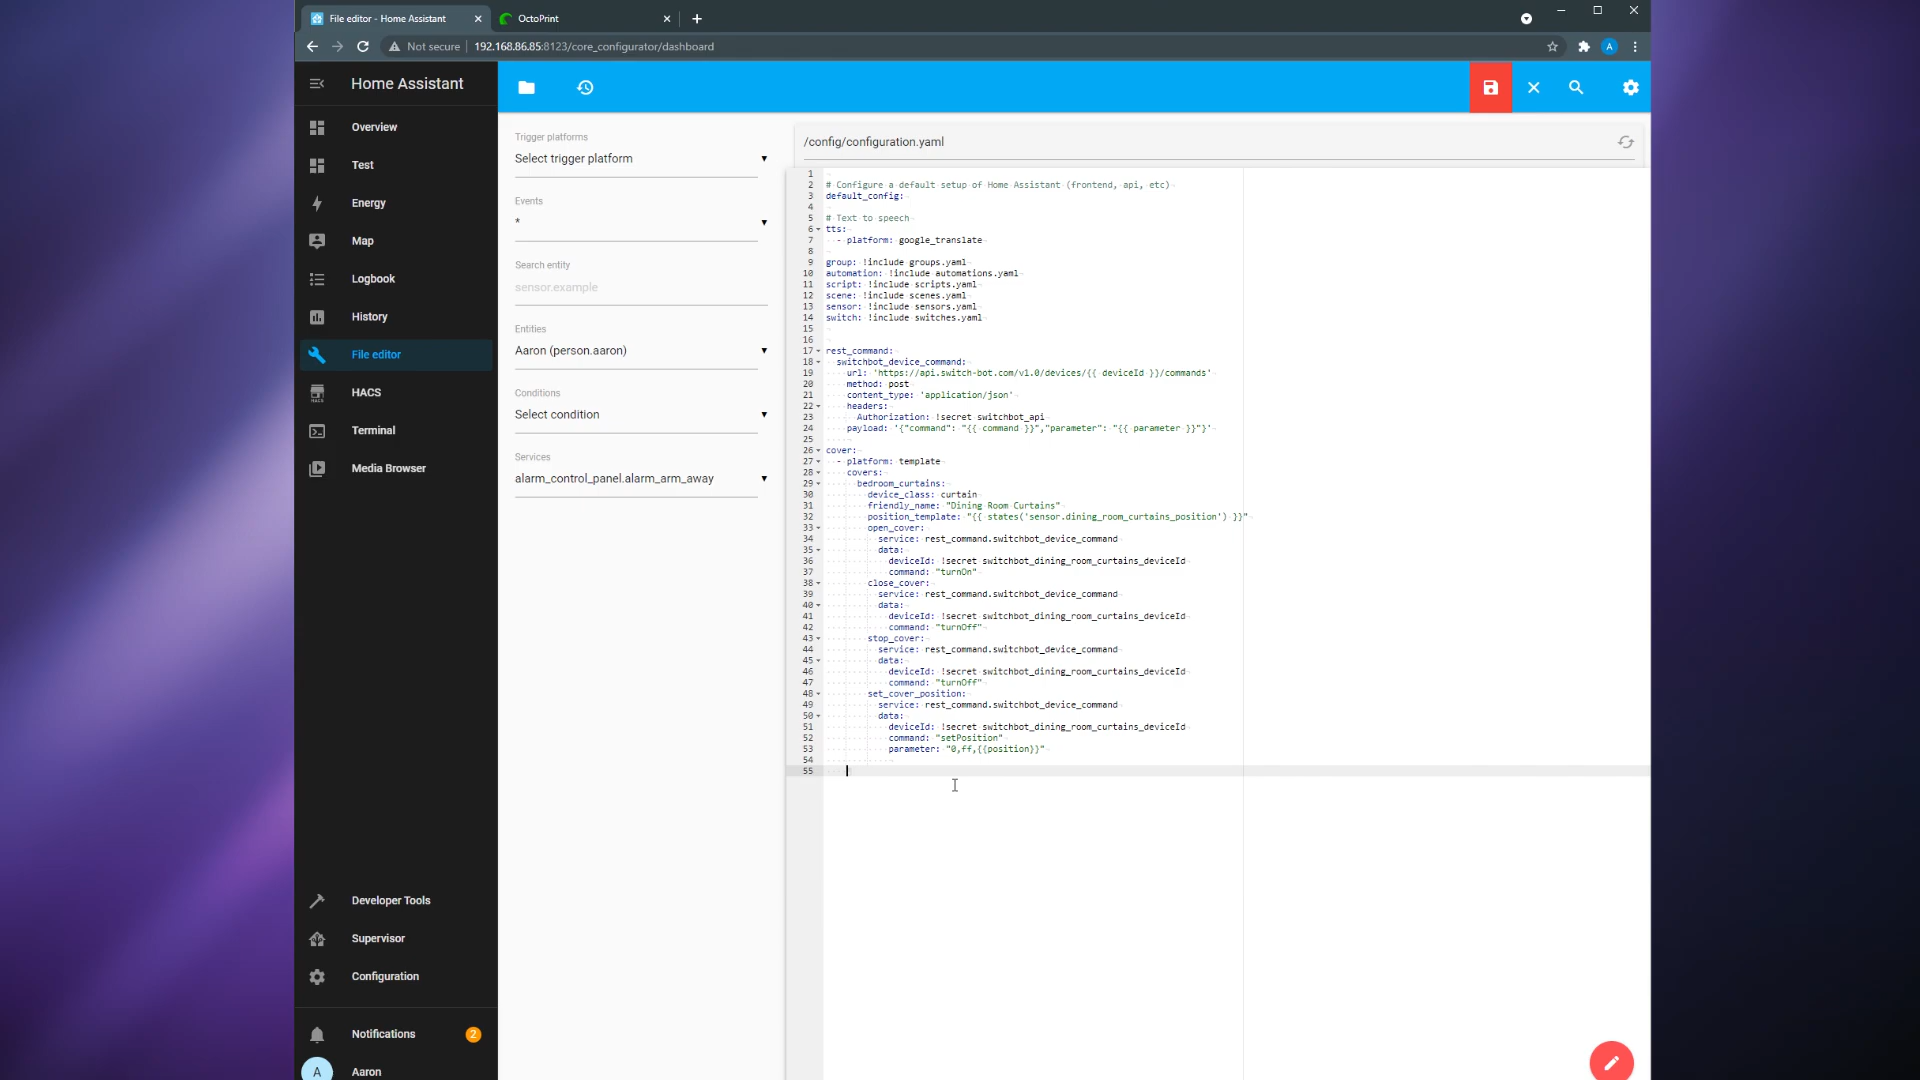 File editor - Home Assistant
OctoPrint
Not secure
192.168.86.85:8123/core_configurator/dashboard
A
Home Assistant
Overview
Test
Energy
Map
Logbook
History
File editor
HACS
Terminal
Media Browser
Developer Tools
Supervisor
Configuration
Notifications
2
A
Aaron
Trigger platforms
Select trigger platform
Events
*
Search entity
sensor.example
Entities
Aaron (person.aaron)
Conditions
Select condition
Services
alarm_control_panel.alarm_arm_away
/config/configuration.yaml
1
2 # Configure a default setup of Home Assistant (frontend, api, etc)
3 default_config:
4
5 # Text to speech
6 tts:
7   - platform: google_translate
8
9 group: !include groups.yaml
10 automation: !include automations.yaml
11 script: !include scripts.yaml
12 scene: !include scenes.yaml
13 sensor: !include sensors.yaml
14 switch: !include switches.yaml
15
16
17 rest_command:
18   switchbot_device_command:
19     url: 'https://api.switch-bot.com/v1.0/devices/{{ deviceId }}/commands'
20     method: post
21     content_type: 'application/json'
22     headers:
23       Authorization: !secret switchbot_api
24     payload: '{"command": "{{ command }}","parameter": "{{ parameter }}"}'
25
26 cover:
27   - platform: template
28     covers:
29       bedroom_curtains:
30         device_class: curtain
31         friendly_name: "Dining Room Curtains"
32         position_template: "{{ states('sensor.dining_room_curtains_position') }}"
33         open_cover:
34           service: rest_command.switchbot_device_command
35           data:
36             deviceId: !secret switchbot_dining_room_curtains_deviceId
37             command: "turnOn"
38         close_cover:
39           service: rest_command.switchbot_device_command
40           data:
41             deviceId: !secret switchbot_dining_room_curtains_deviceId
42             command: "turnOff"
43         stop_cover:
44           service: rest_command.switchbot_device_command
45           data:
46             deviceId: !secret switchbot_dining_room_curtains_deviceId
47             command: "turnOff"
48         set_cover_position:
49           service: rest_command.switchbot_device_command
50           data:
51             deviceId: !secret switchbot_dining_room_curtains_deviceId
52             command: "setPosition"
53             parameter: "0,ff,{{position}}"
54
55